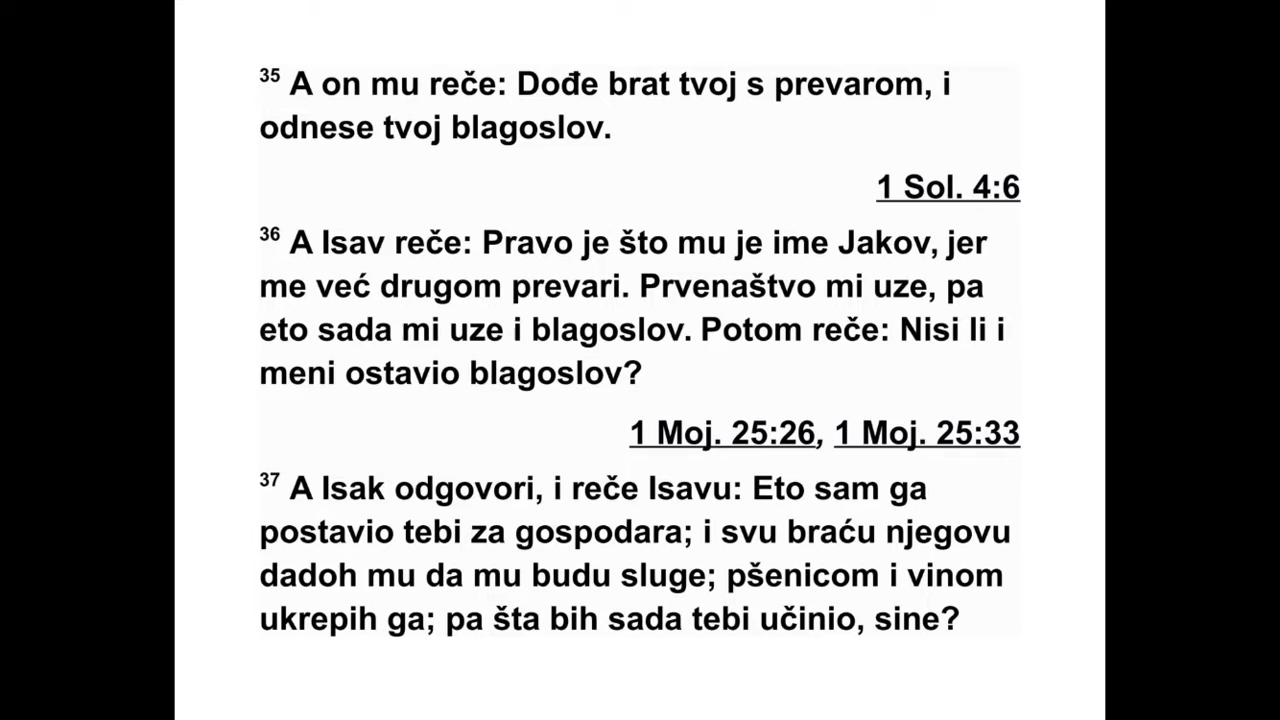 35 A on mu reče: Dođe brat tvoj s prevarom, i
odnese tvoj blagoslov.
1 Sol. 4:6
36 A Isav reče: Pravo je što mu je ime Jakov, jer
me već drugom prevari. Prvenaštvo mi uze, pa
eto sada mi uze i blagoslov. Potom reče: Nisi li i
meni ostavio blagoslov?
1 Moj. 25:26, 1 Moj. 25:33
37 A Isak odgovori, i reče Isavu: Eto sam ga
postavio tebi za gospodara; i svu braću njegovu
dadoh mu da mu budu sluge; pšenicom i vinom
ukrepih ga; pa šta bih sada tebi učinio, sine?